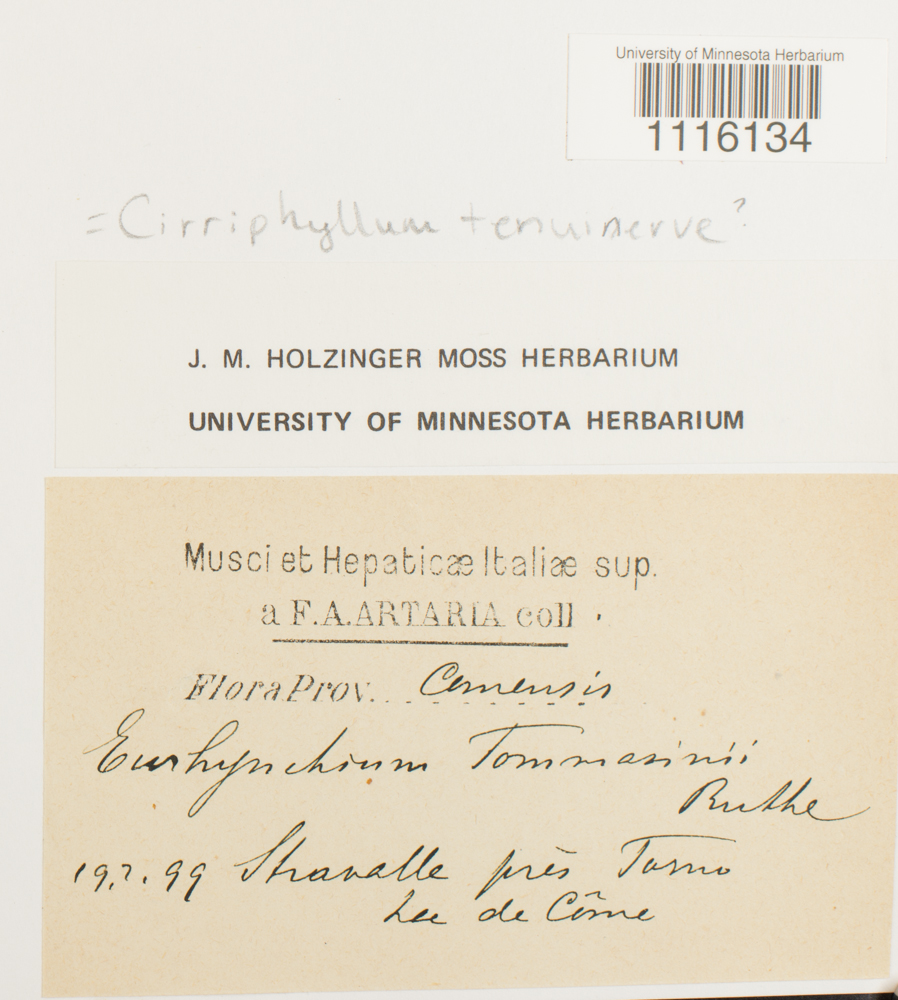 University of Minnesota Herbarium
1116134
= Cirriphyllum tenuinerve?
J. M. HOLZINGER MOSS HERBARIUM
UNIVERSITY OF MINNESOTA HERBARIUM
Musci et Hepaticæ Italiæ sup.
a F.A.ARTARIA coll .
Flora Prov. Comensis
Eurhynchium Tommasinii
Ruthe
19.2.99 Stravalle près Torno
Lac de Côme